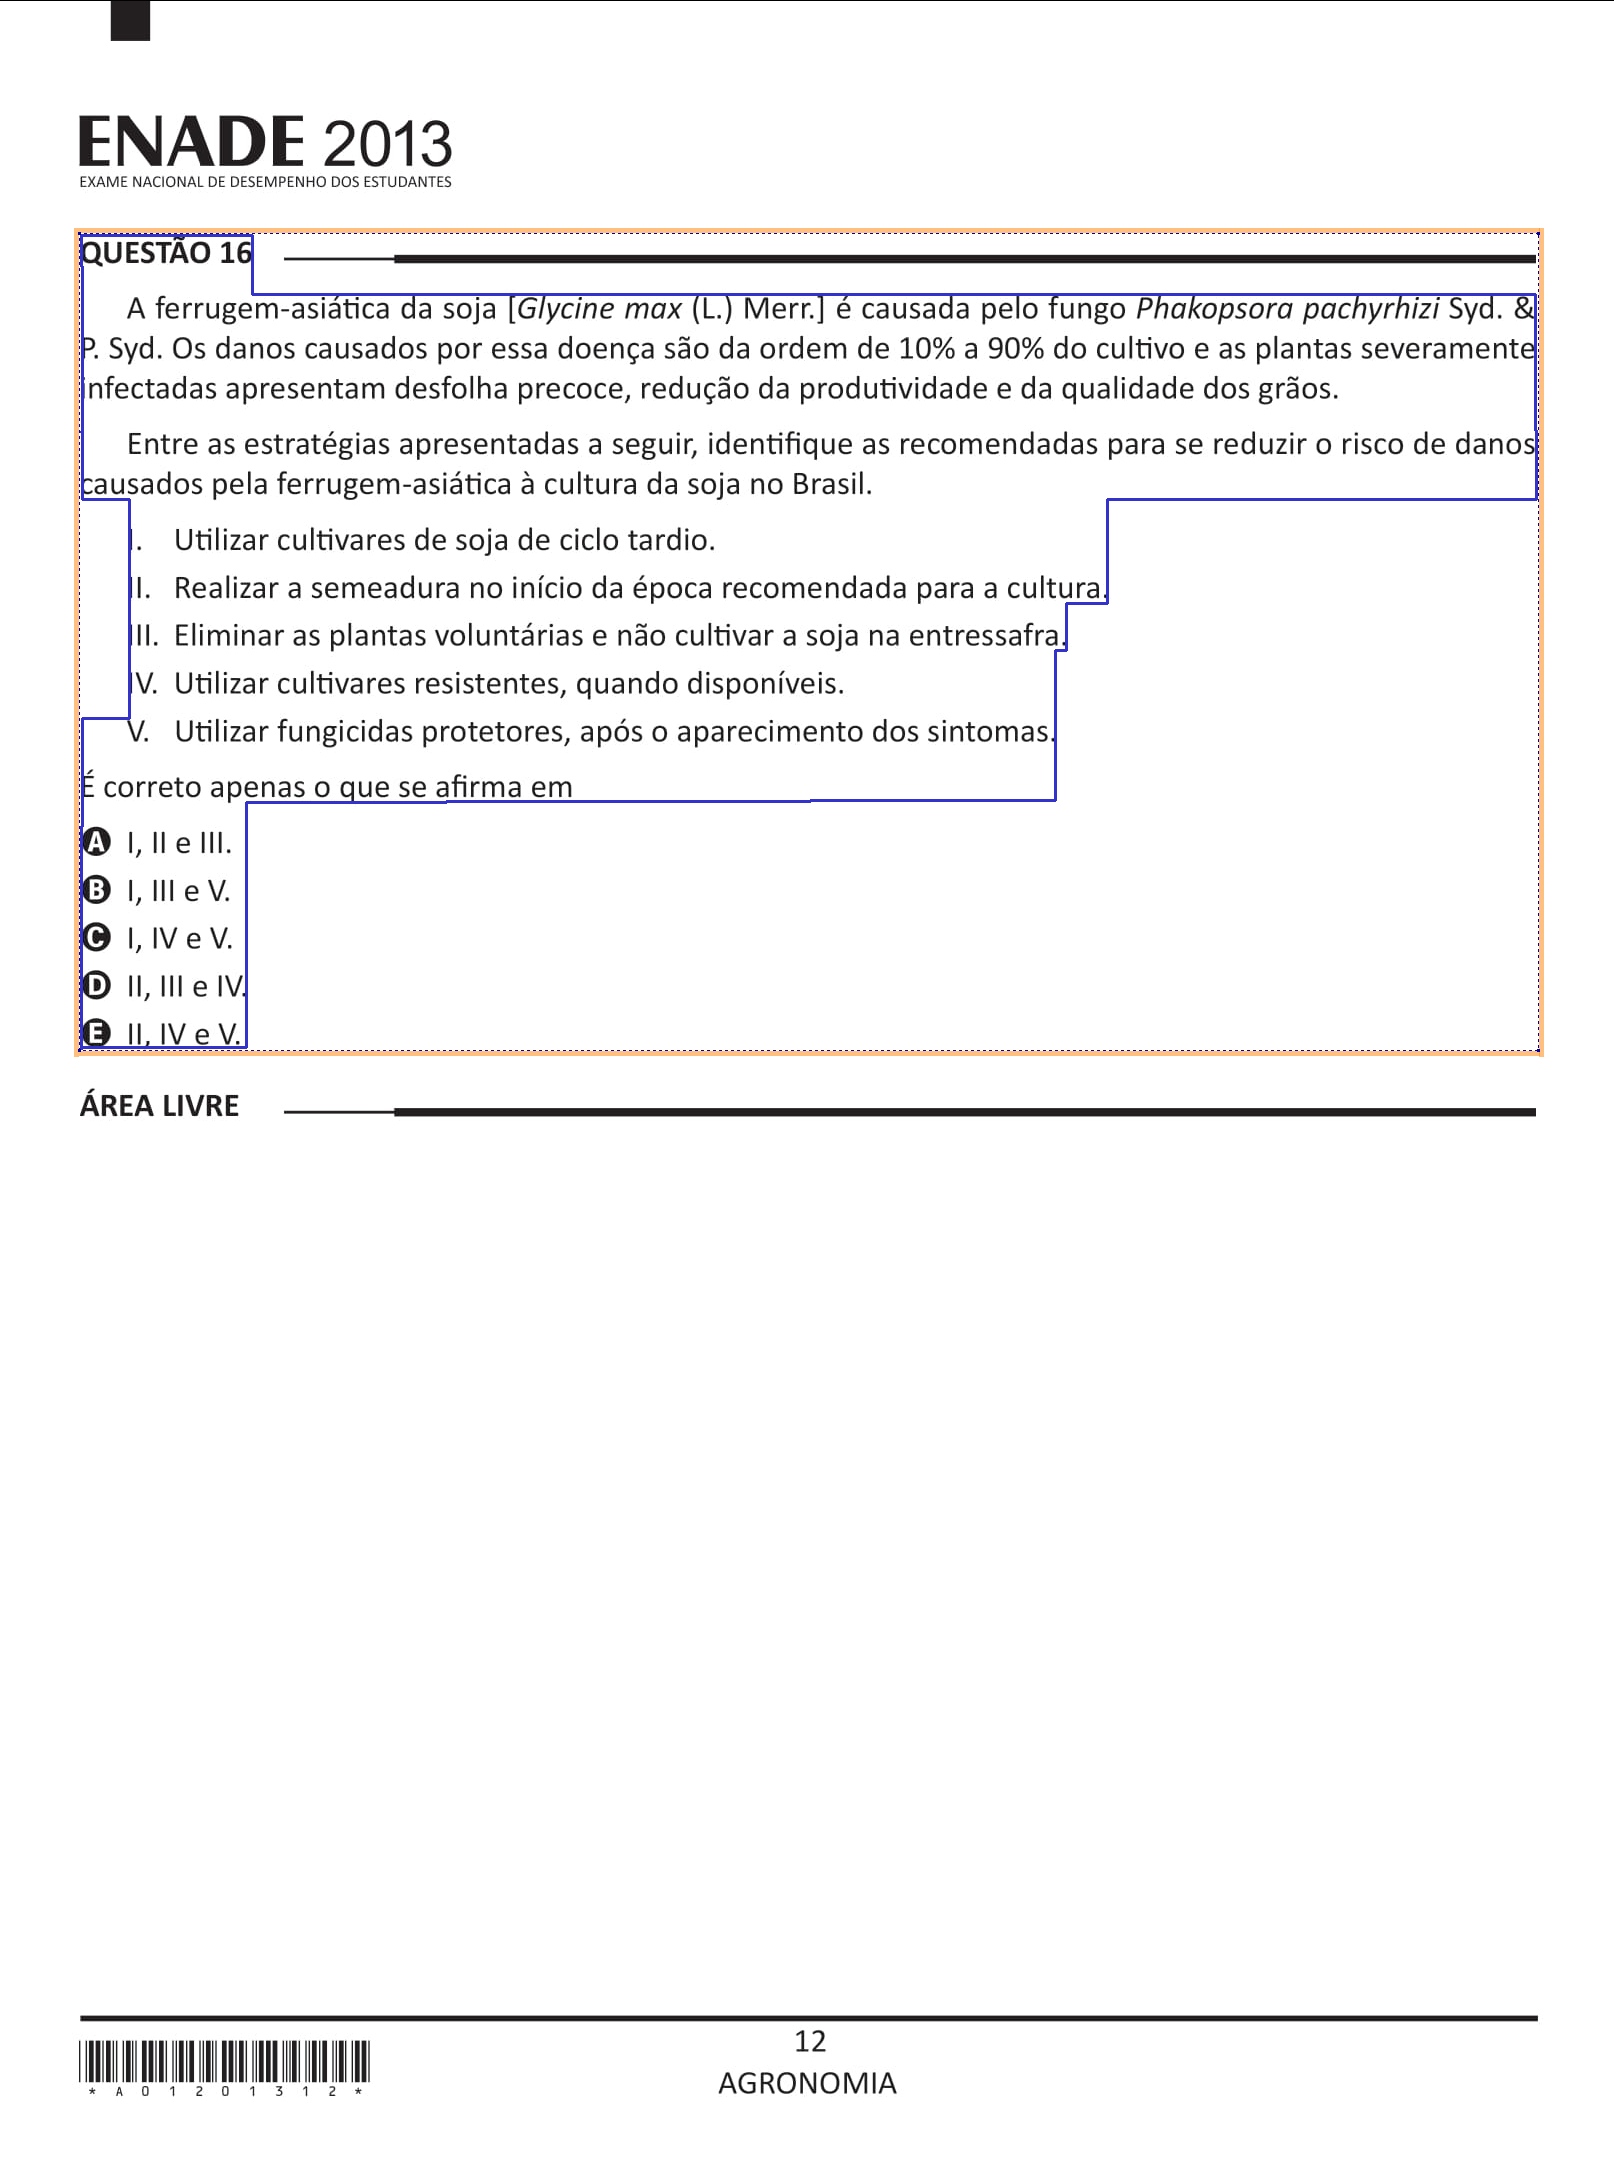 ENADE 2013
EXAME NACIONAL DE DESEMPENHO DOS ESTUDANTES
QUESTÃO 16
A ferrugem-asiática da soja [Glycine max (L.) Merr.] é causada pelo fungo Phakopsora pachyrhizi Syd. &
P. Syd. Os danos causados por essa doença são da ordem de 10% a 90% do cultivo e as plantas severamente
infectadas apresentam desfolha precoce, redução da produtividade e da qualidade dos grãos.
Entre as estratégias apresentadas a seguir, identifique as recomendadas para se reduzir o risco de danos
causados pela ferrugem-asiática à cultura da soja no Brasil.
I. Utilizar cultivares de soja de ciclo tardio.
II. Realizar a semeadura no início da época recomendada para a cultura.
III. Eliminar as plantas voluntárias e não cultivar a soja na entressafra.
IV. Utilizar cultivares resistentes, quando disponíveis.
V. Utilizar fungicidas protetores, após o aparecimento dos sintomas.
É correto apenas o que se afirma em
A I, II e III.
B I, III e V.
C I, IV e V.
D II, III e IV.
E II, IV e V.
ÁREA LIVRE
12
AGRONOMIA
*A01201312*